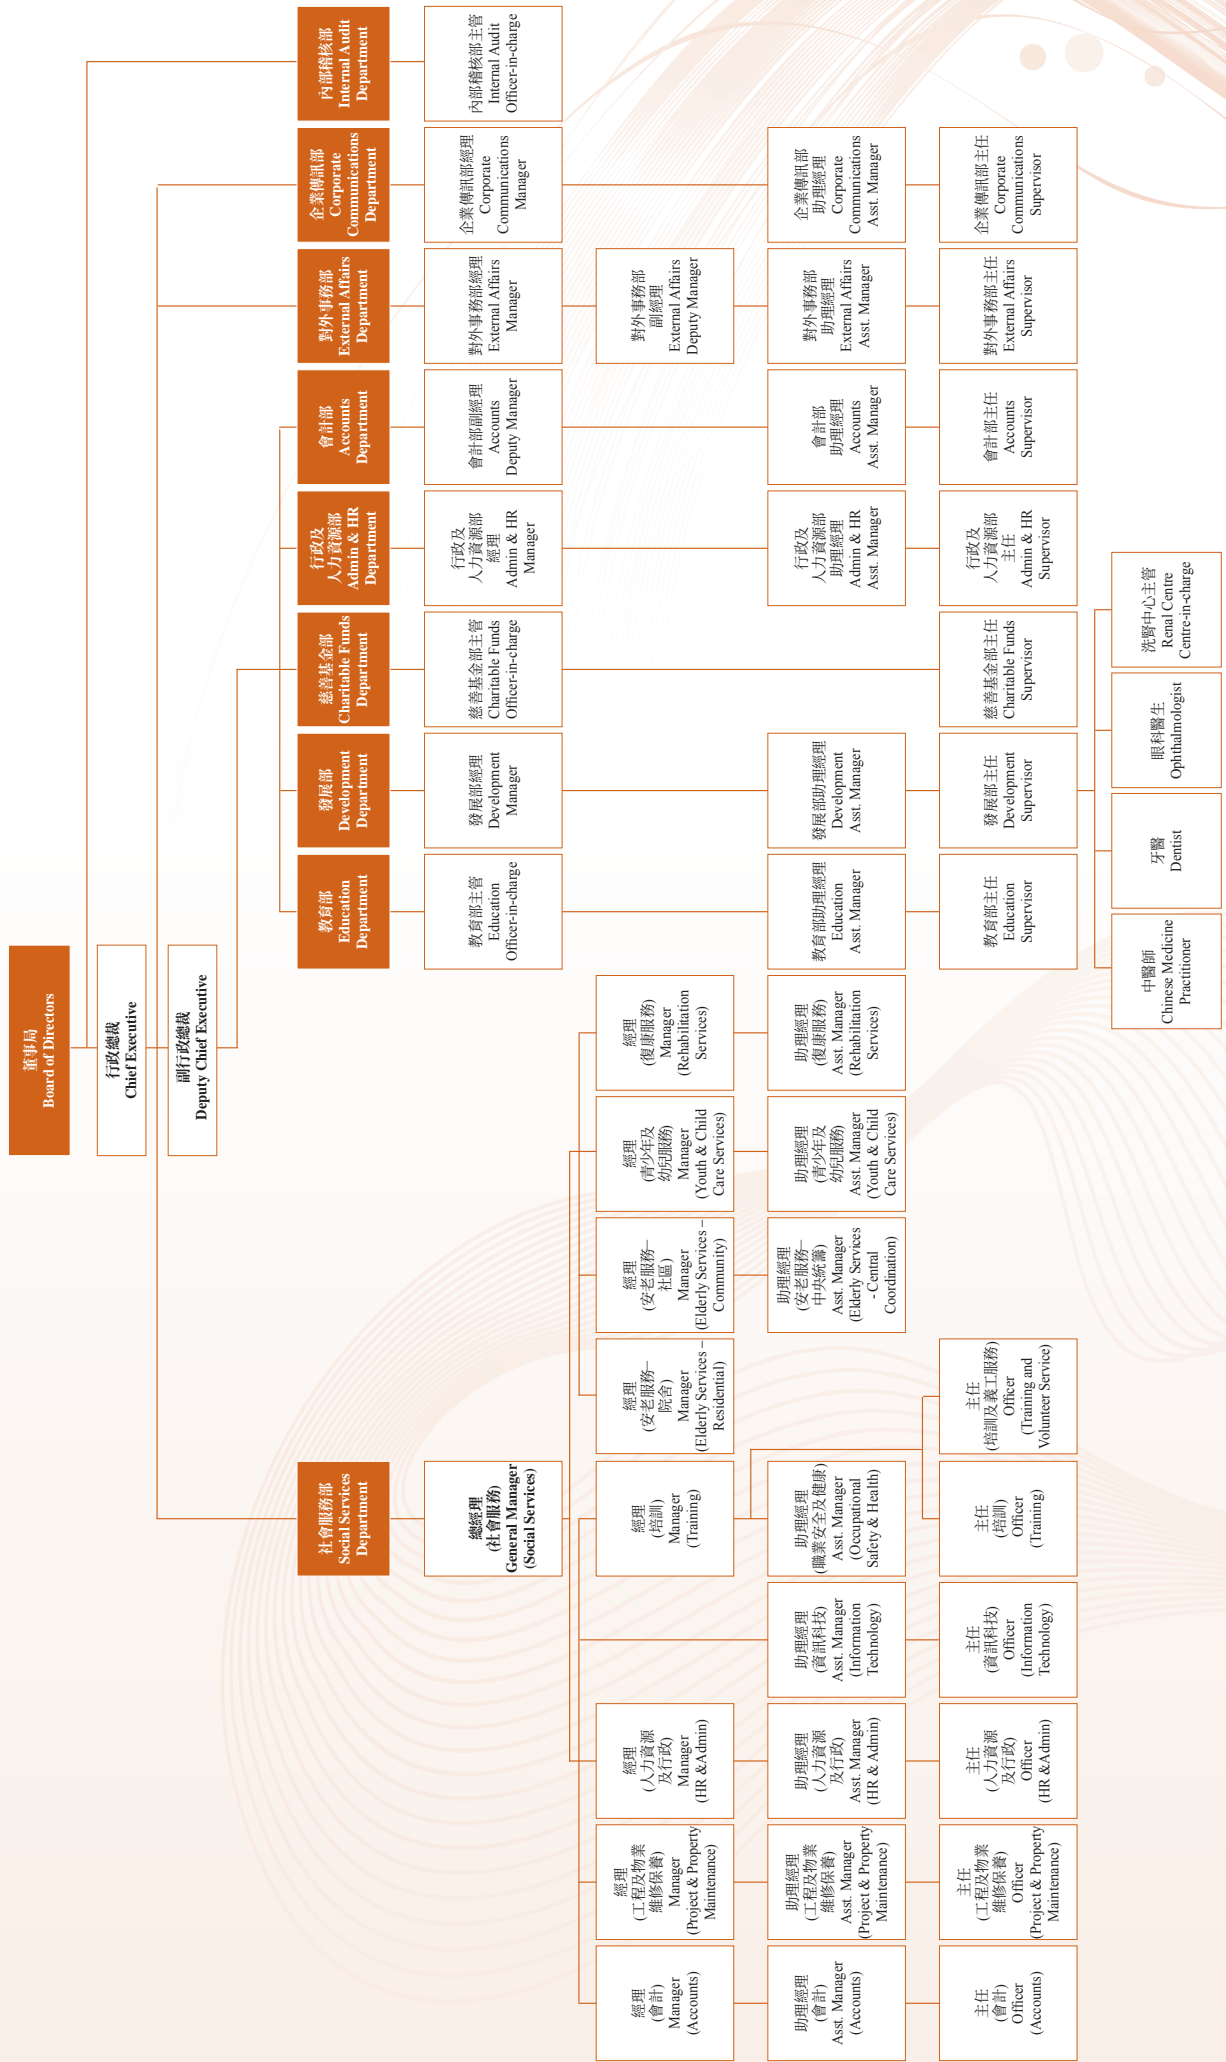 董事局
Board of Directors
行政總裁
Chief Executive
副行政總裁
Deputy Chief Executive
社會服務部
Social Services
Department
教育部
Education
Department
發展部
Development
Department
慈善基金部
Charitable Funds
Department
行政及
人力資源部
Admin & HR
Department
會計部
Accounts
Department
對外事務部
External Affairs
Department
企業傳訊部
Corporate
Communications
Department
內部稽核部
Internal Audit
Department
總經理
(社會服務)
General Manager
(Social Services)
教育部主管
Education
Officer-in-charge
發展部經理
Development
Manager
慈善基金部主管
Charitable Funds
Officer-in-charge
行政及
人力資源部
經理
Admin & HR
Manager
會計部副經理
Accounts
Deputy Manager
對外事務部經理
External Affairs
Manager
企業傳訊部經理
Corporate
Communications
Manager
內部稽核部主管
Internal Audit
Officer-in-charge
經理
(會計)
Manager
(Accounts)
經理
(工程及物業
維修保養)
Manager
(Project & Property
Maintenance)
經理
(人力資源
及行政)
Manager
(HR &Admin)
經理
(培訓)
Manager
(Training)
經理
(安老服務–
院舍)
Manager
(Elderly Services –
Residential)
經理
(安老服務–
社區)
Manager
(Elderly Services –
Community)
經理
(青少年及
幼兒服務)
Manager
(Youth & Child
Care Services)
經理
(復康服務)
Manager
(Rehabilitation
Services)
對外事務部
副經理
External Affairs
Deputy Manager
助理經理
(會計)
Asst. Manager
(Accounts)
助理經理
(工程及物業
維修保養)
Asst. Manager
(Project & Property
Maintenance)
助理經理
(人力資源
及行政)
Asst. Manager
(HR & Admin)
助理經理
(資訊科技)
Asst. Manager
(Information
Technology)
助理經理
(職業安全及健康)
Asst. Manager
(Occupational
Safety & Health)
助理經理
(安老服務–
中央統籌)
Asst. Manager
(Elderly Services
- Central
Coordination)
助理經理
(青少年及
幼兒服務)
Asst. Manager
(Youth & Child
Care Services)
助理經理
(復康服務)
Asst. Manager
(Rehabilitation
Services)
教育部助理經理
Education
Asst. Manager
發展部助理經理
Development
Asst. Manager
行政及
人力資源部
助理經理
Admin & HR
Asst. Manager
會計部
助理經理
Accounts
Asst. Manager
對外事務部
助理經理
External Affairs
Asst. Manager
企業傳訊部
助理經理
Corporate
Communications
Asst. Manager
主任
(會計)
Officer
(Accounts)
主任
(工程及物業
維修保養)
Officer
(Project & Property
Maintenance)
主任
(人力資源
及行政)
Officer
(HR &Admin)
主任
(資訊科技)
Officer
(Information
Technology)
主任
(培訓)
Officer
(Training)
主任
(培訓及義工服務)
Officer
(Training and
Volunteer Service)
教育部主任
Education
Supervisor
發展部主任
Development
Supervisor
慈善基金部主任
Charitable Funds
Supervisor
行政及
人力資源部
主任
Admin & HR
Supervisor
會計部主任
Accounts
Supervisor
對外事務部主任
External Affairs
Supervisor
企業傳訊部主任
Corporate
Communications
Supervisor
中醫師
Chinese Medicine
Practitioner
牙醫
Dentist
眼科醫生
Ophthalmologist
洗腎中心主管
Renal Centre
Centre-in-charge